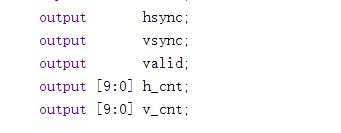 output hsync;
output vsync;
output valid;
output [9:0] h_cnt;
output [9:0] v_cnt;